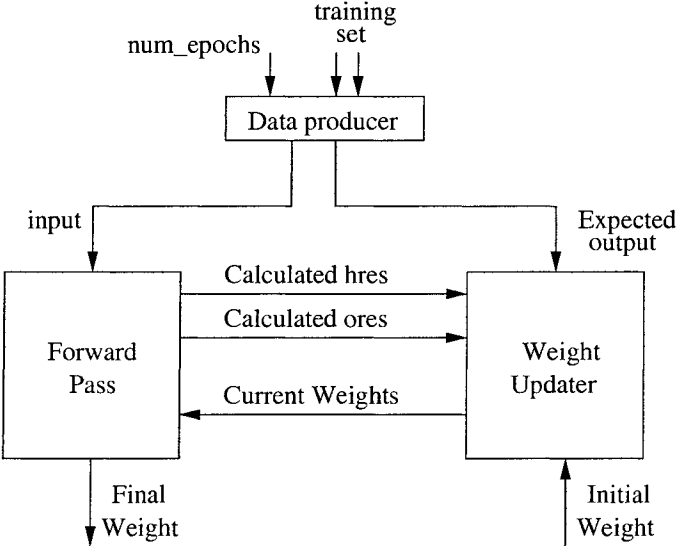 training
set
num_epochs
Data producer
input
Expected
output
Calculated hres
Calculated ores
Forward
Pass
Weight
Updater
Current Weights
Final
Weight
Initial
Weight